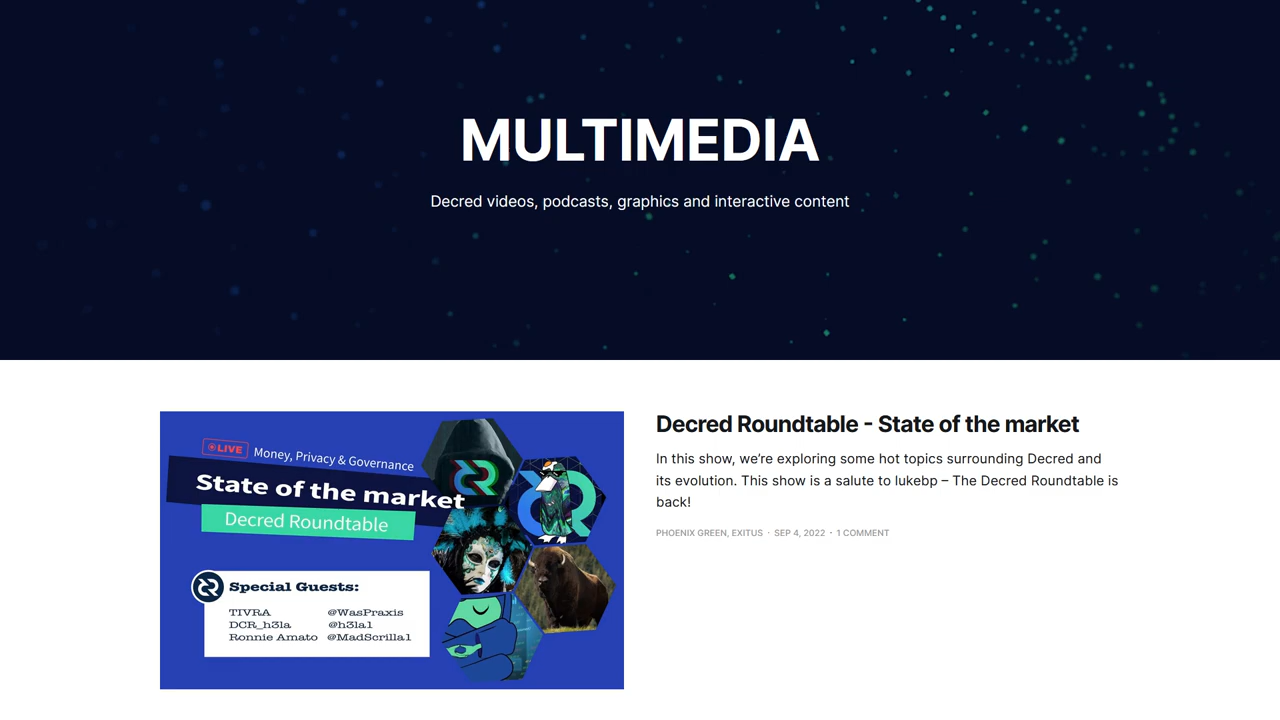 MULTIMEDIA
Decred videos, podcasts, graphics and interactive content
LIVE
Money, Privacy & Governance
State of the market
Decred Roundtable
Special Guests:
TIVRA @WasPraxis
DCR_h3la @h3la1
Ronnie Amato @MadScrilla1
Decred Roundtable - State of the market
In this show, we’re exploring some hot topics surrounding Decred and
its evolution. This show is a salute to lukebp – The Decred Roundtable is
back!
PHOENIX GREEN, EXITUS · SEP 4, 2022 · 1 COMMENT